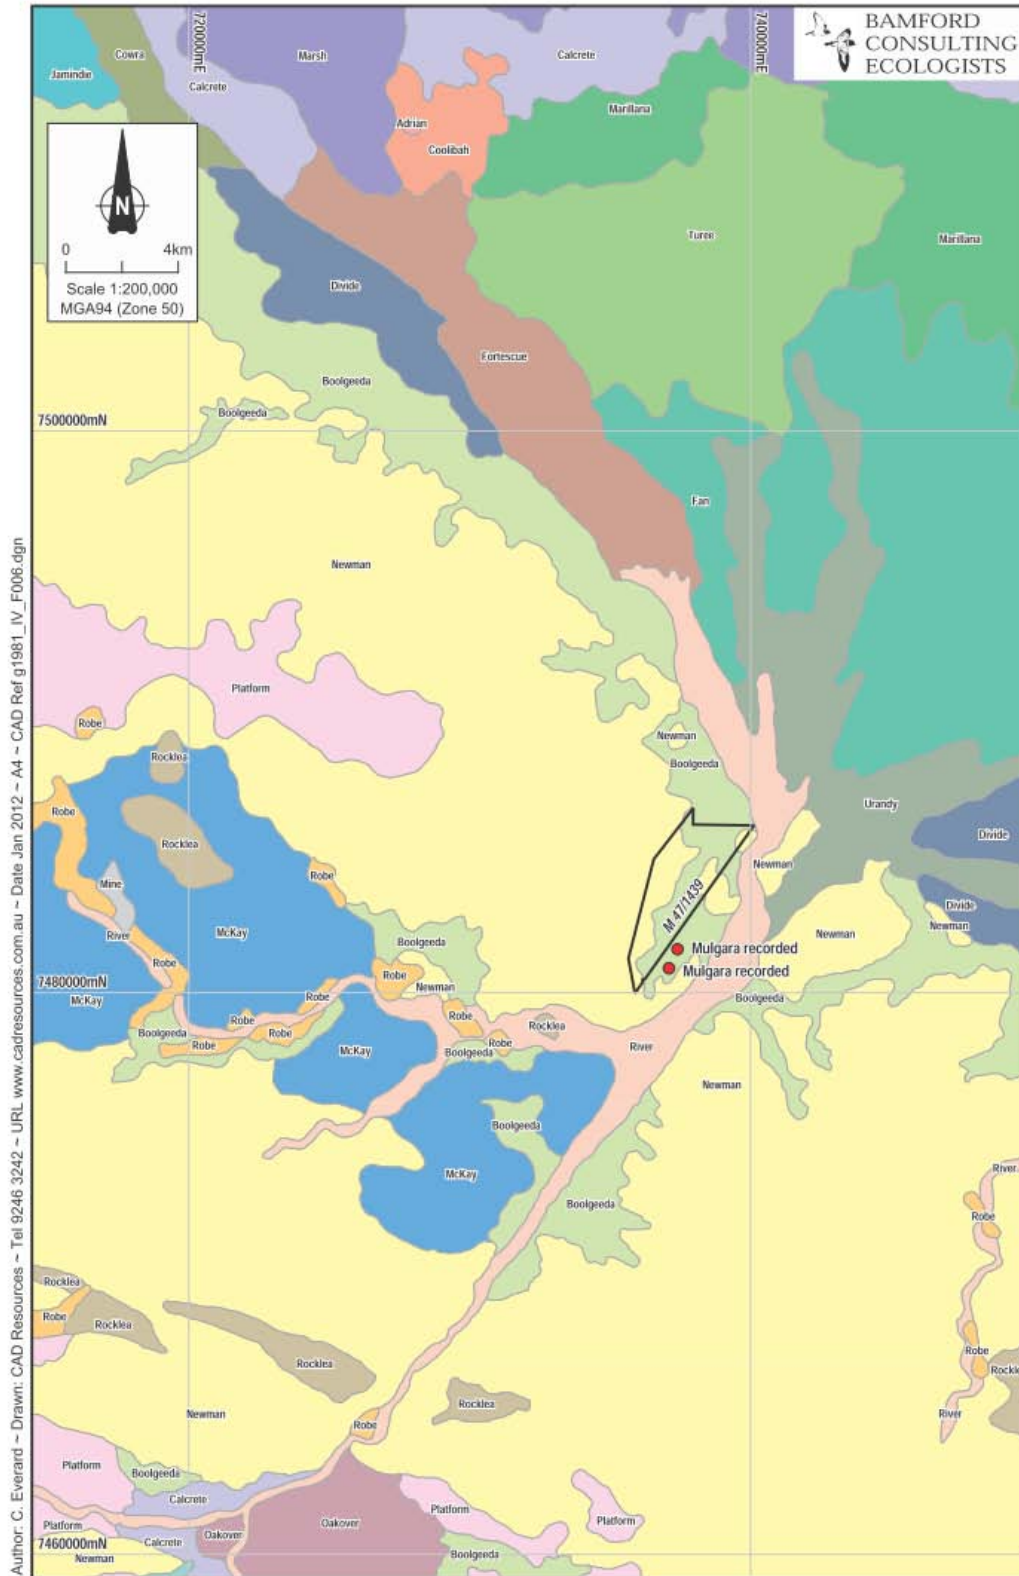 BAMFORD
CONSULTING
ECOLOGISTS
720000mE
740000mE
Cowra
Marsh
Calcrete
Jamindie
Calcrete
Marillana
Adrian
Coolibah
N
0 4km
Scale 1:200,000
MGA94 (Zone 50)
Turee
Marillana
Divide
Fortescue
Boolgeeda
Boolgeeda
7500000mN
Fan
Newman
Platform
Robe
Newman
Rocklea
Boolgeeda
Robe
Urandy
Divide
Rocklea
Newman
Robe
Mine
M 47/1439
Divide
River
McKay
Newman
Newman
Boolgeeda
Mulgara recorded
Robe
Robe
Mulgara recorded
7480000mN
Newman
McKay
Robe
Boolgeeda
Robe
Robe
Rocklea
Boolgeeda
Robe
Robe
Robe
McKay
Boolgeeda
River
Newman
Boolgeeda
McKay
River
Boolgeeda
Robe
Rocklea
Robe
Rocklea
Robe
Rocklea
Rockle
Rocklea
Newman
Robe
River
Platform
Boolgeeda
Calcrete
Platform
Platform
Platform
Oakover
Oakover
Calcrete
7460000mN
Newman
Boolgeeda
Author: C. Everard ~ Drawn: CAD Resources ~ Tel 9246 3242 ~ URL www.cadresources.com.au ~ Date Jan 2012 ~ A4 ~ CAD Ref g1981_IV_F006.dgn